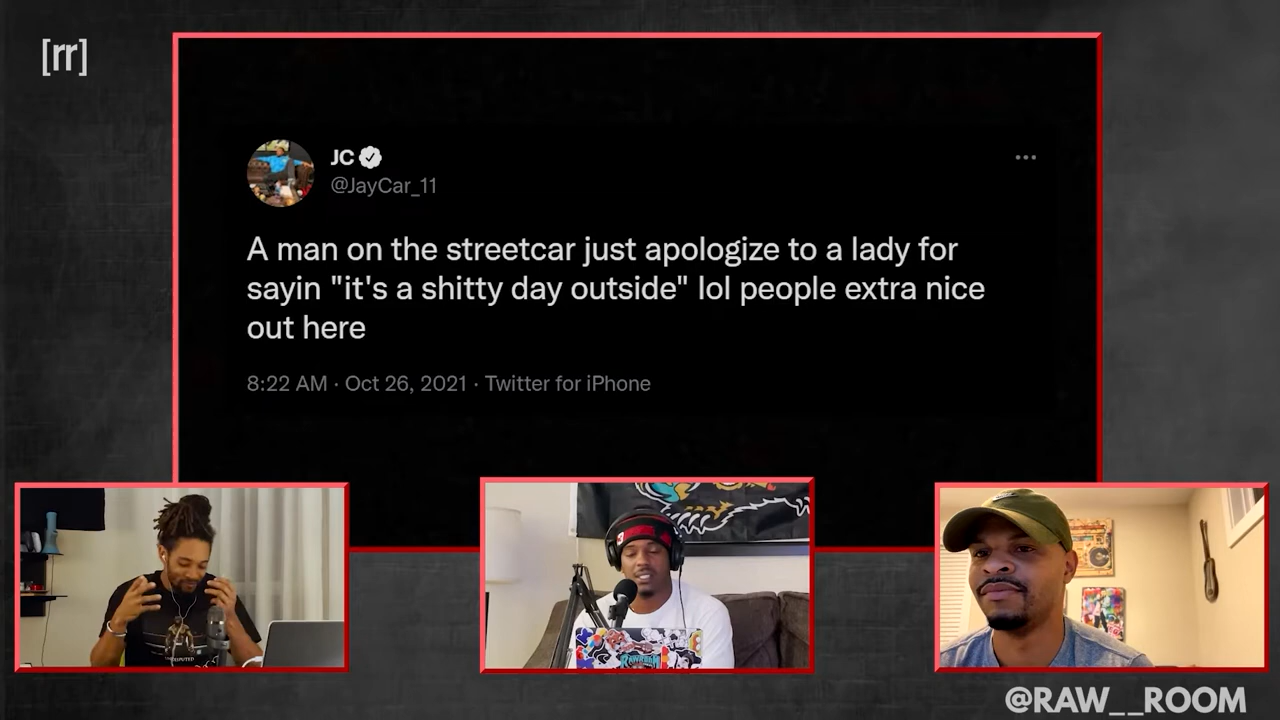 [rr]
JC
@JayCar_11
A man on the streetcar just apologize to a lady for
sayin "it's a shitty day outside" lol people extra nice
out here
8:22 AM · Oct 26, 2021 · Twitter for iPhone
RAWROOM
@RAW__ROOM